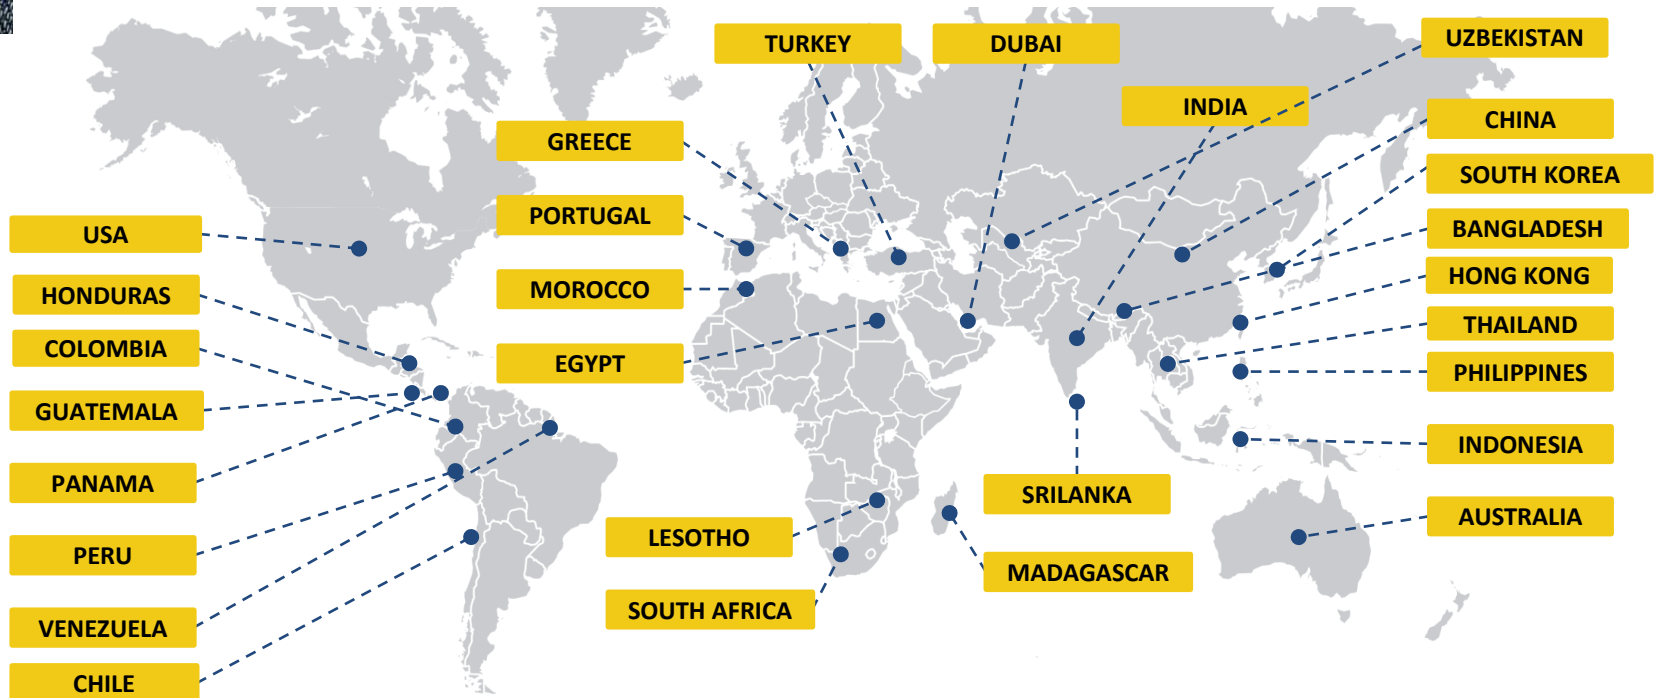 TURKEY
DUBAI
UZBEKISTAN
INDIA
CHINA
GREECE
SOUTH KOREA
PORTUGAL
BANGLADESH
USA
MOROCCO
HONG KONG
HONDURAS
THAILAND
COLOMBIA
EGYPT
PHILIPPINES
GUATEMALA
INDONESIA
PANAMA
SRILANKA
AUSTRALIA
LESOTHO
PERU
MADAGASCAR
SOUTH AFRICA
VENEZUELA
CHILE